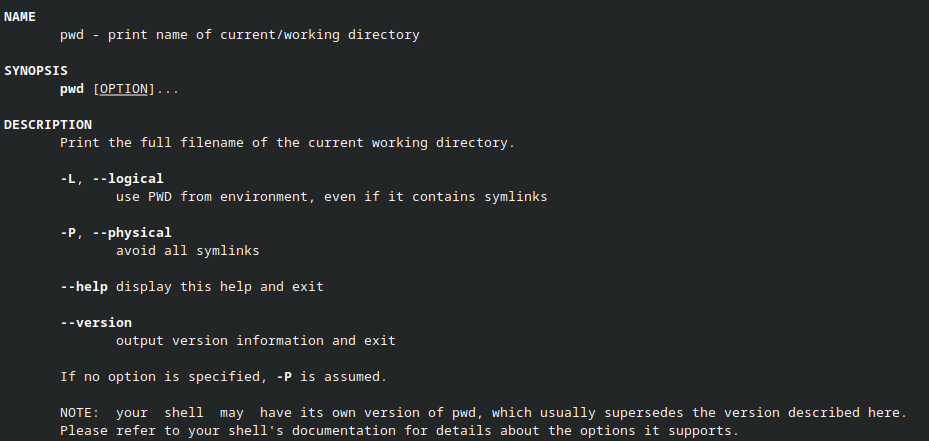 NAME
pwd - print name of current/working directory
SYNOPSIS
pwd [OPTION]...
DESCRIPTION
Print the full filename of the current working directory.
-L, --logical
use PWD from environment, even if it contains symlinks
-P, --physical
avoid all symlinks
--help display this help and exit
--version
output version information and exit
If no option is specified, -P is assumed.
NOTE:  your  shell  may  have its own version of pwd, which usually supersedes the version described here.
Please refer to your shell's documentation for details about the options it supports.